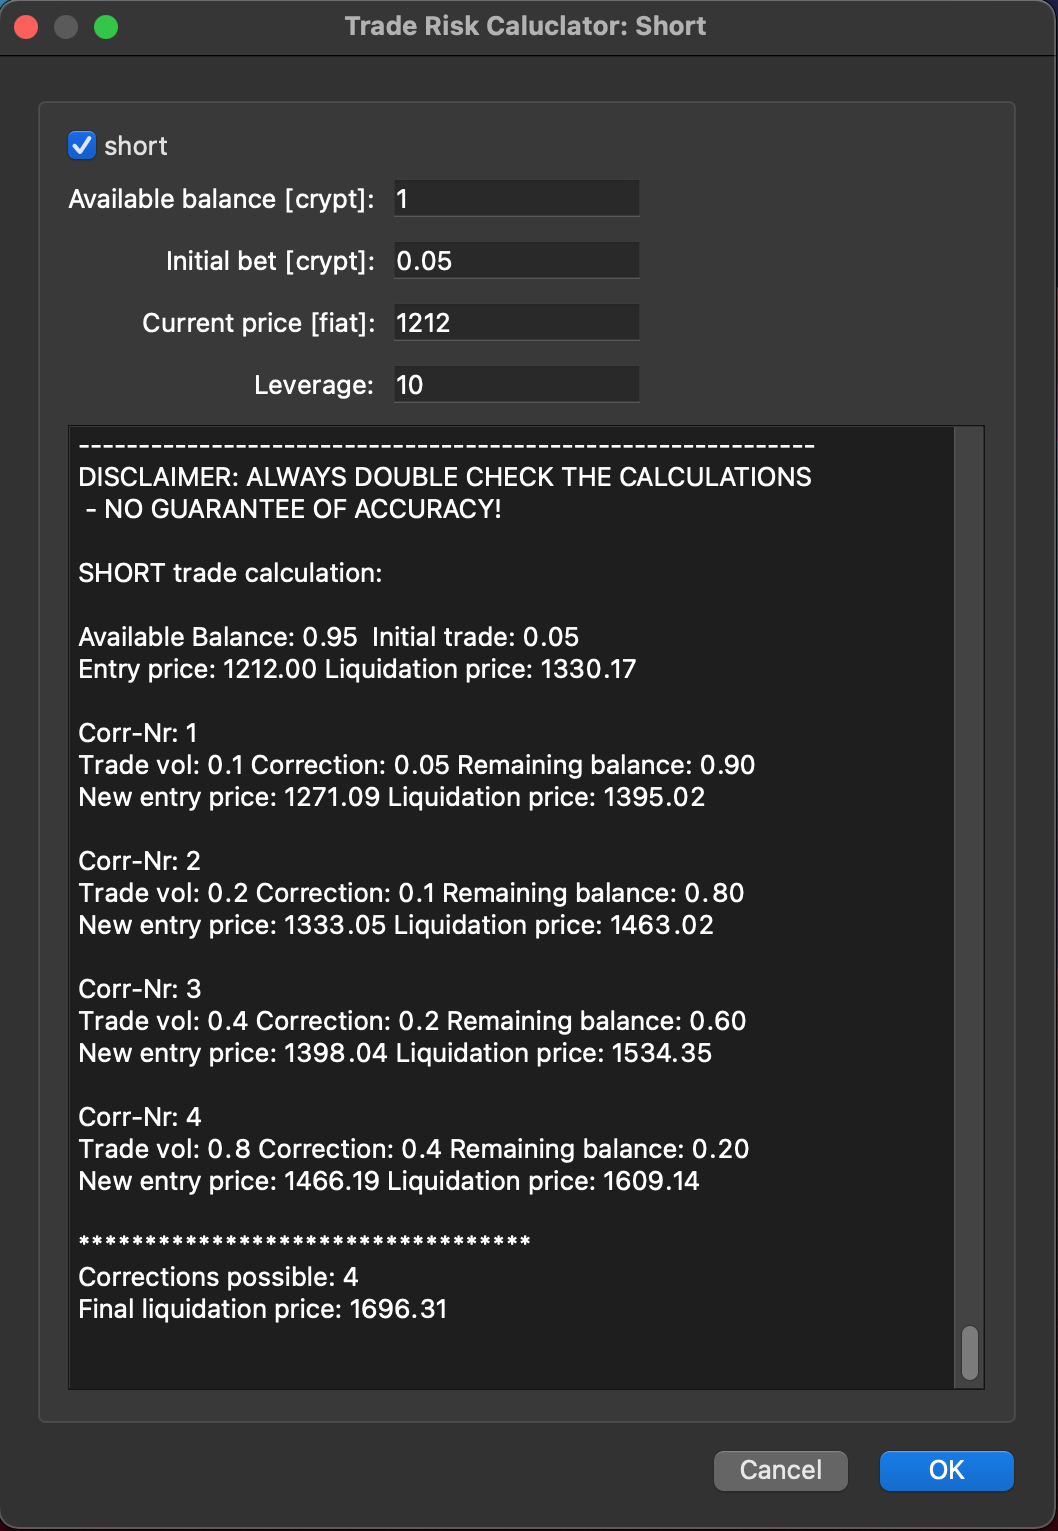 Trade Risk Caluclator: Short
short
Available balance [crypt]: 1
Initial bet [crypt]: 0.05
Current price [fiat]: 1212
Leverage: 10
-------------------------------------------------------------
DISCLAIMER: ALWAYS DOUBLE CHECK THE CALCULATIONS
- NO GUARANTEE OF ACCURACY!
SHORT trade calculation:
Available Balance: 0.95  Initial trade: 0.05
Entry price: 1212.00 Liquidation price: 1330.17
Corr-Nr: 1
Trade vol: 0.1 Correction: 0.05 Remaining balance: 0.90
New entry price: 1271.09 Liquidation price: 1395.02
Corr-Nr: 2
Trade vol: 0.2 Correction: 0.1 Remaining balance: 0.80
New entry price: 1333.05 Liquidation price: 1463.02
Corr-Nr: 3
Trade vol: 0.4 Correction: 0.2 Remaining balance: 0.60
New entry price: 1398.04 Liquidation price: 1534.35
Corr-Nr: 4
Trade vol: 0.8 Correction: 0.4 Remaining balance: 0.20
New entry price: 1466.19 Liquidation price: 1609.14
**********************************
Corrections possible: 4
Final liquidation price: 1696.31
Cancel
OK